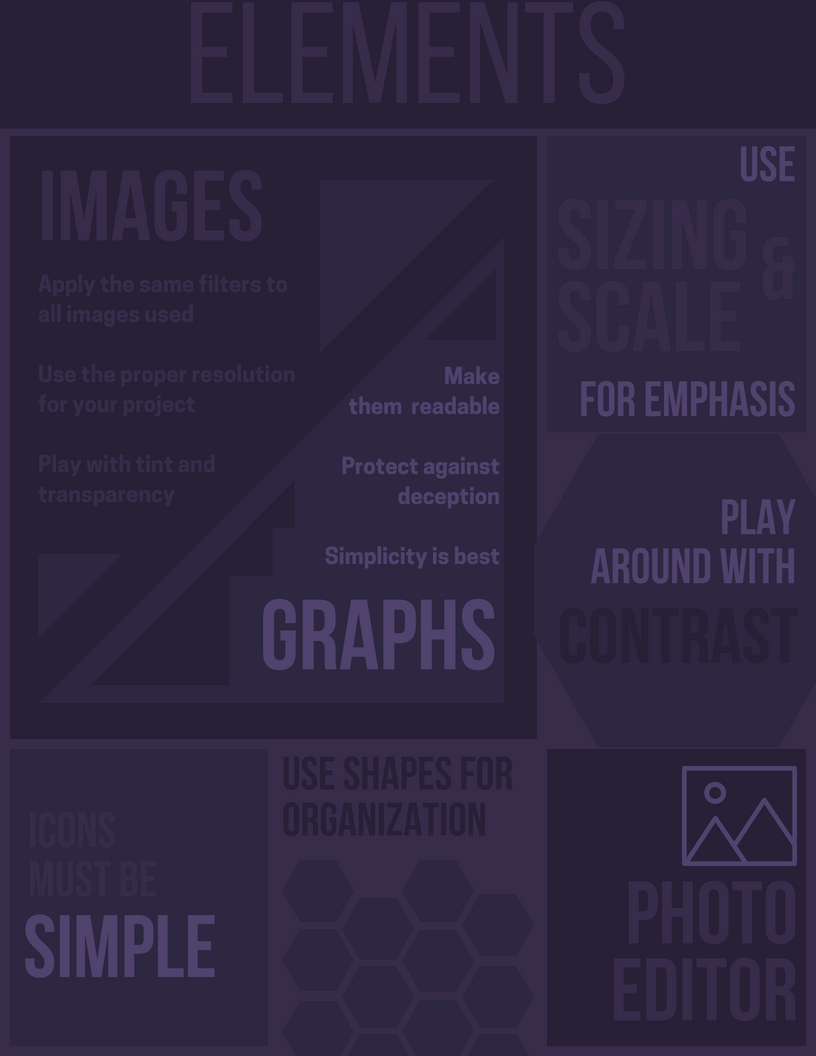 ELEMENTS
IMAGES
Apply the same filters to
all images used
Use the proper resolution
for your project
Play with tint and
transparency
Make
them readable
Protect against
deception
Simplicity is best
GRAPHS
USE
SIZING &
SCALE
FOR EMPHASIS
PLAY
AROUND WITH
CONTRAST
ICONS
MUST BE
SIMPLE
USE SHAPES FOR
ORGANIZATION
PHOTO
EDITOR